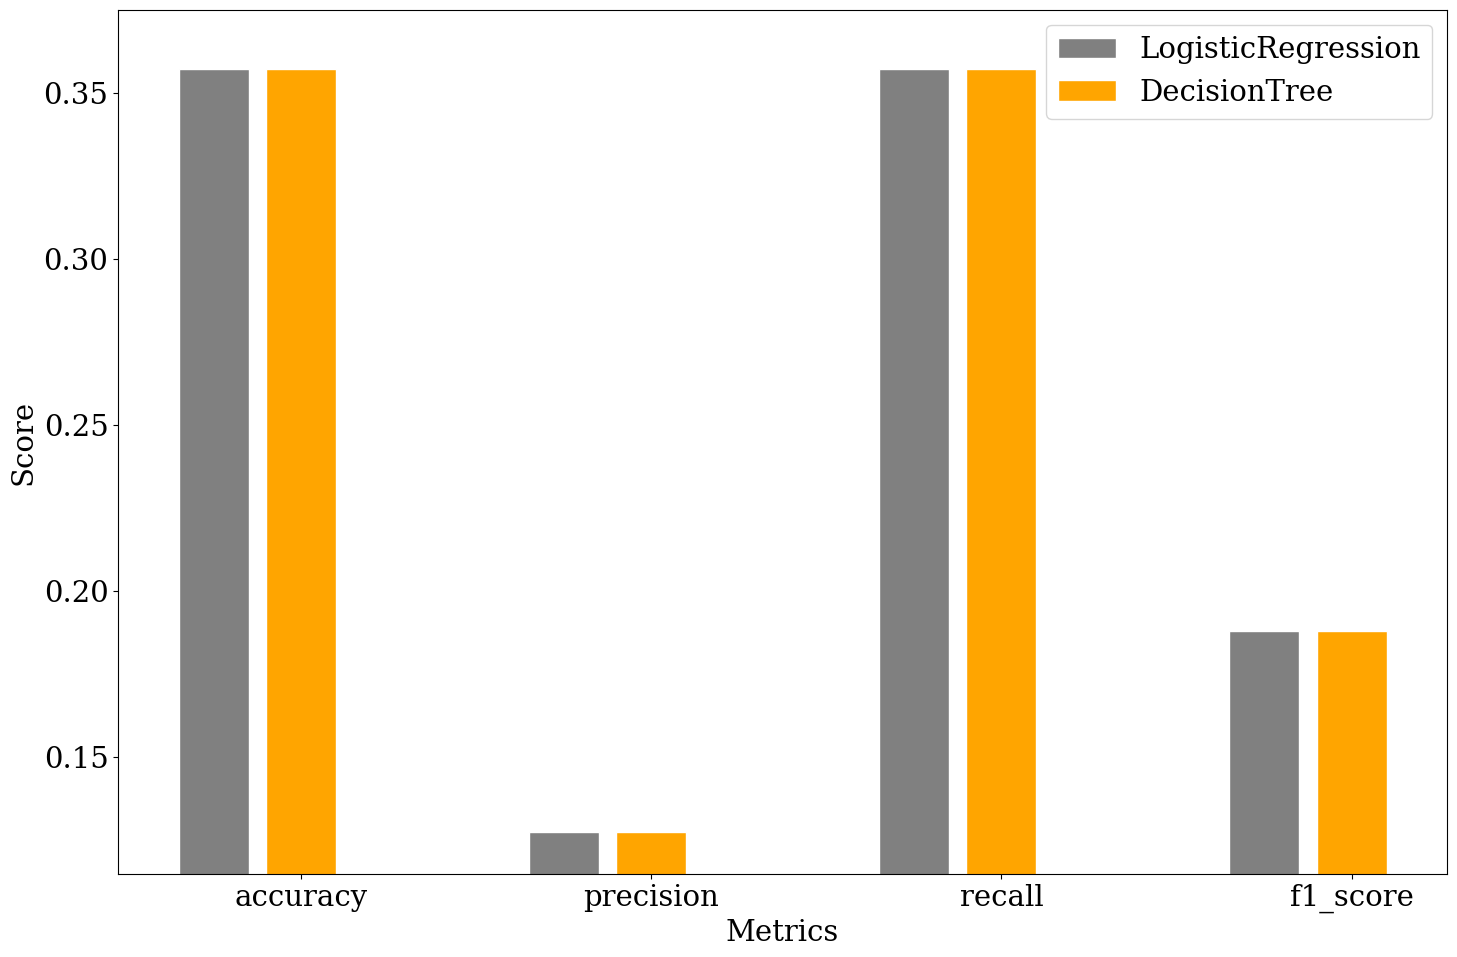 LogisticRegression
DecisionTree
0.35
0.30
0.25
0.20
0.15
Score
accuracy precision recall f1_score
Metrics